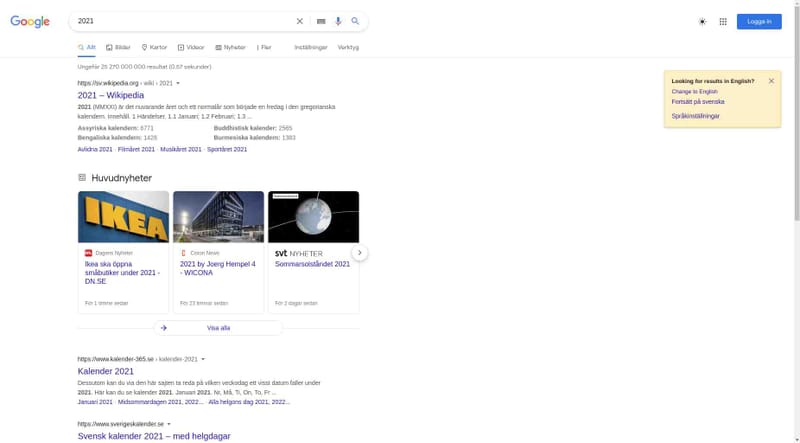 Google
2021
Logga in
Allt
Bilder
Kartor
Videor
Nyheter
Fler
Inställningar
Verktyg
Ungefär 25 270 000 000 resultat (0,67 sekunder)
https://sv.wikipedia.org › wiki › 2021
2021 – Wikipedia
2021 (MMXXI) är det nuvarande året och ett normalår som började en fredag i den gregorianska
kalendern. Innehåll. 1 Händelser. 1.1 Januari; 1.2 Februari; 1.3 ...
Assyriska kalendern: 6771
Buddhistisk kalender: 2565
Bengaliska kalendern: 1428
Burmesiska kalendern: 1383
Avlidna 2021 · Filmåret 2021 · Musikåret 2021 · Sportåret 2021
Looking for results in English?
Change to English
Fortsätt på svenska
Språkinställningar
Huvudnyheter
IKEA
Dagens Nyheter
Ikea ska öppna
småbutiker under 2021 -
DN.SE
För 1 timme sedan
Cision News
2021 by Joerg Hempel 4
- WICONA
För 23 timmar sedan
svt NYHETER
Sommarsolståndet 2021
För 2 dagar sedan
Visa alla
https://www.kalender-365.se › kalender-2021
Kalender 2021
Dessutom kan du via den här sajten ta reda på vilken veckodag ett visst datum faller under
2021. Här kan du se kalender 2021. Januari 2021. Nr, Må, Ti, On, To, Fr ...
Januari 2021 · Midsommardagen 2021, 2022... · Alla helgons dag 2021, 2022...
https://www.sverigeskalender.se
Svensk kalender 2021 – med helgdagar